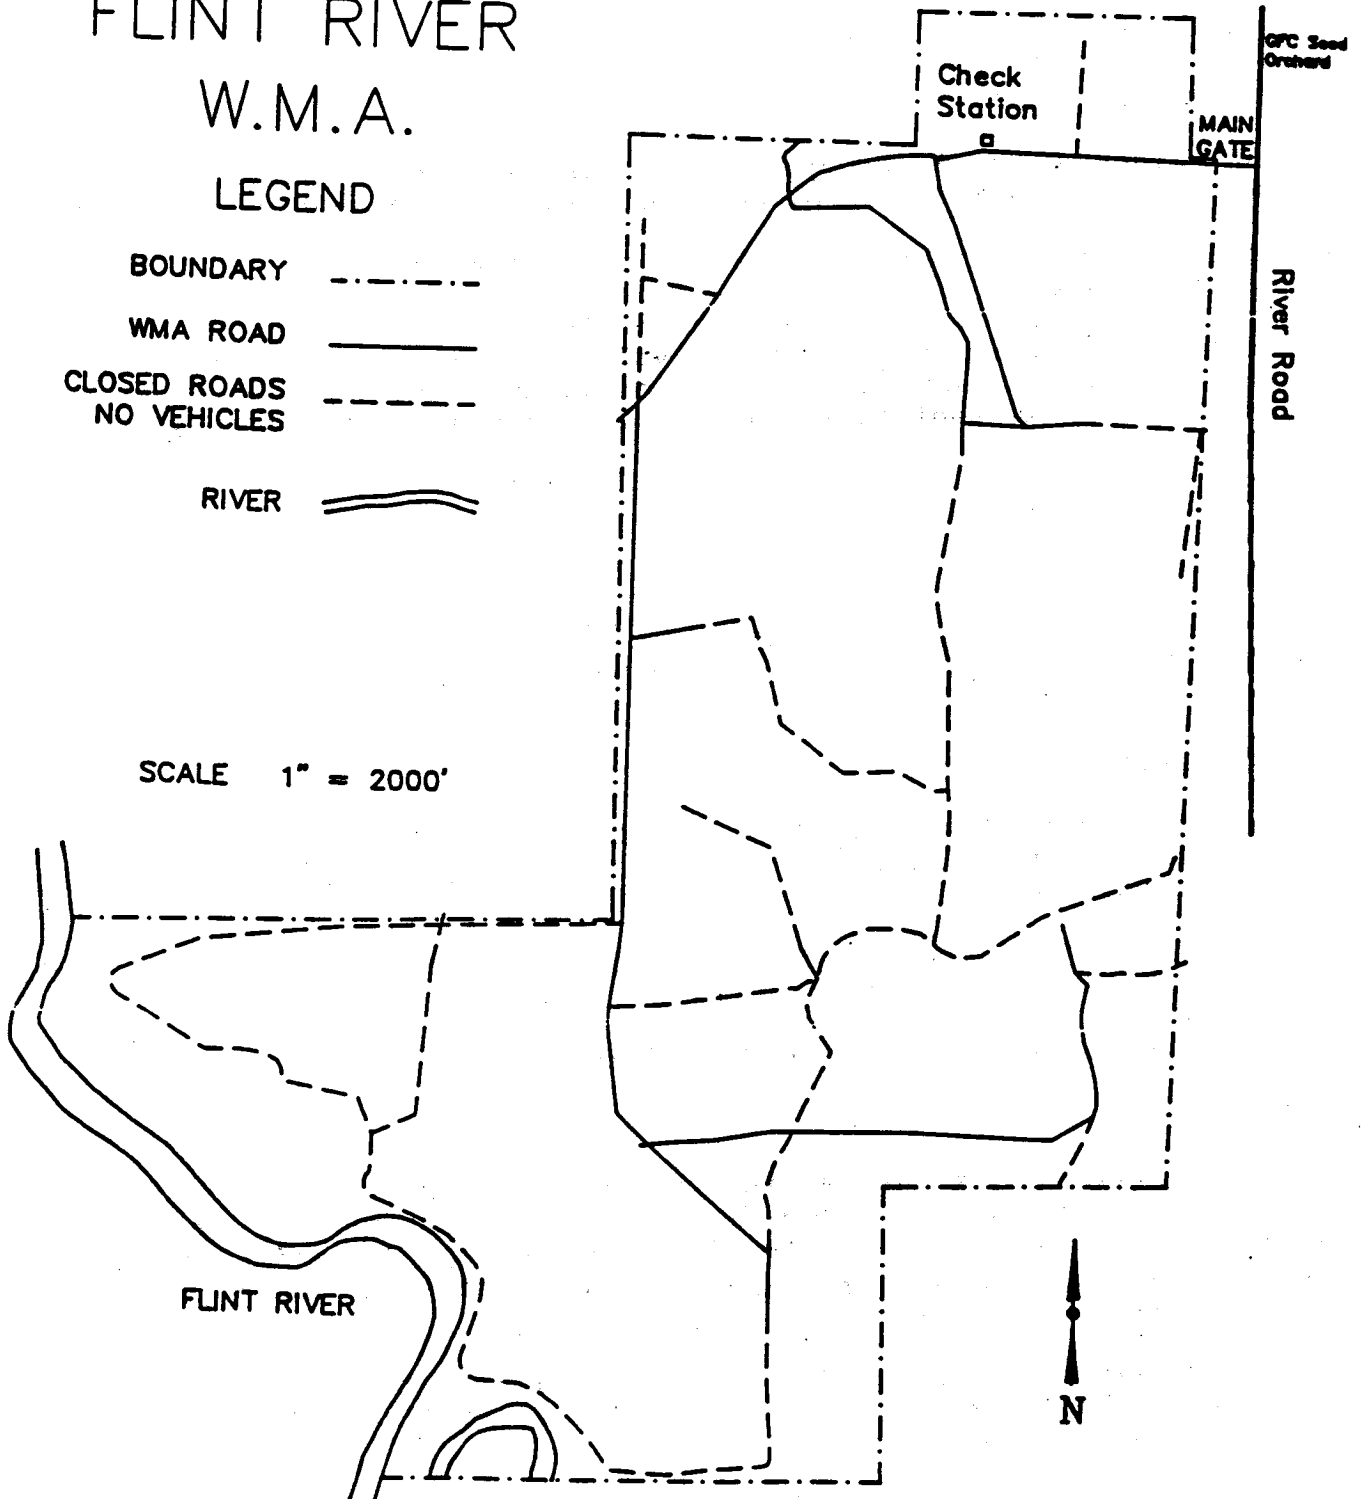 FLINT RIVER
W.M.A.
LEGEND
BOUNDARY
WMA ROAD
CLOSED ROADS
NO VEHICLES
RIVER
SCALE 1" = 2000'
FLINT RIVER
Check
Station
MAIN
GATE
GFC Seed
Orchard
River Road
N